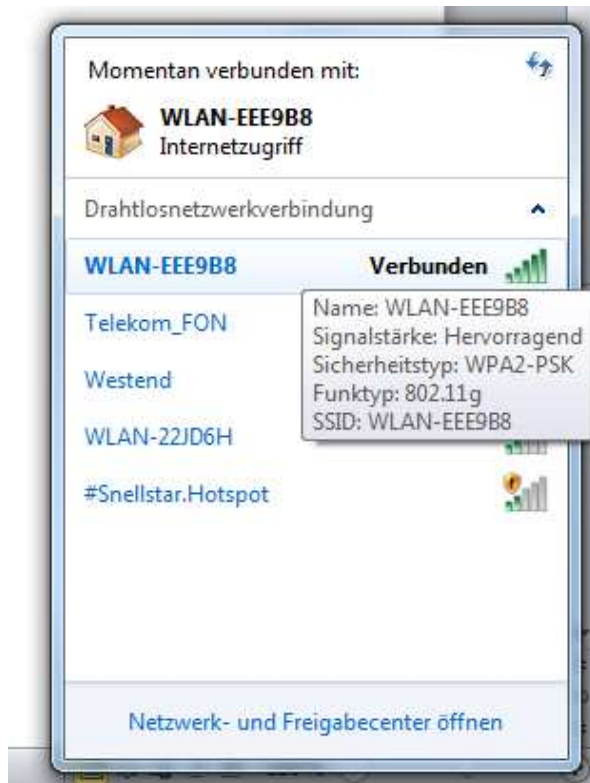 Momentan verbunden mit:
WLAN-EEE9B8
Internetzugriff
Drahtlosnetzwerkverbindung
WLAN-EEE9B8 Verbunden
Telekom_FON
Name: WLAN-EEE9B8
Signalstärke: Hervorragend
Sicherheitstyp: WPA2-PSK
Funktyp: 802.11g
SSID: WLAN-EEE9B8
Westend
WLAN-22JD6H
#Snellstar.Hotspot
Netzwerk- und Freigabecenter öffnen